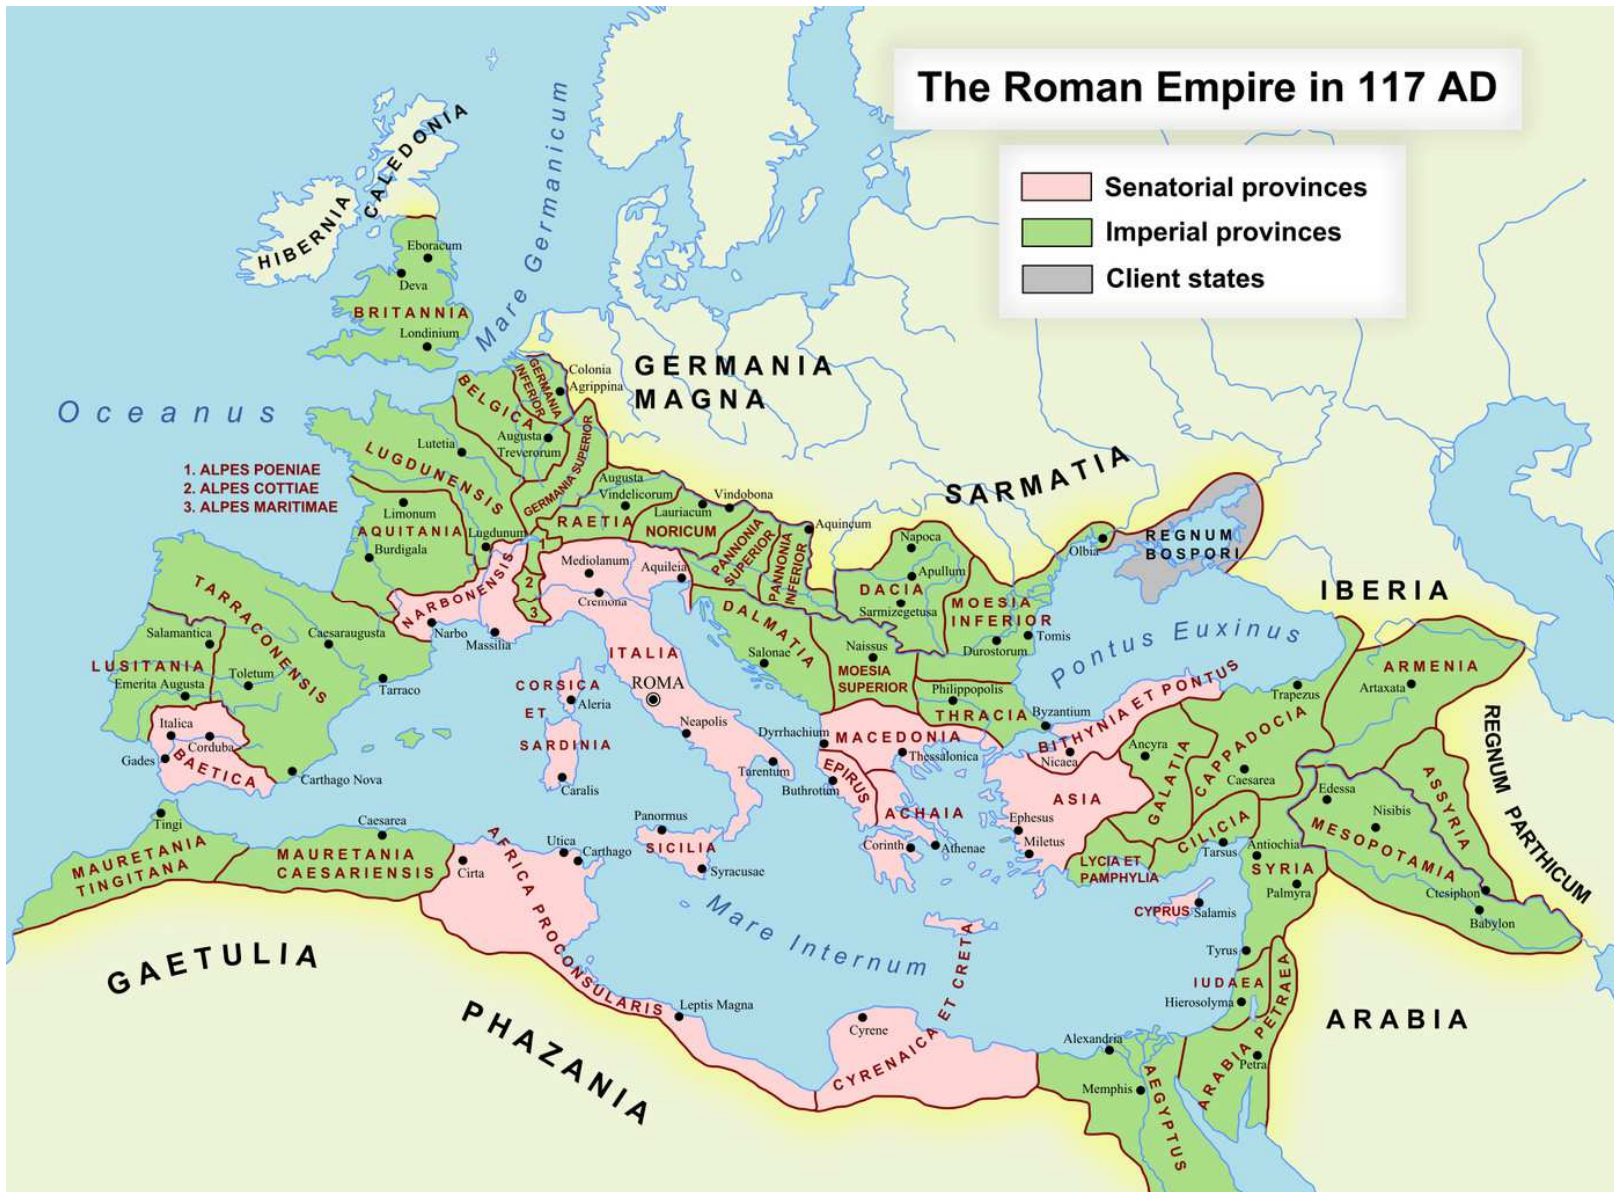 The Roman Empire in 117 AD
Senatorial provinces
Imperial provinces
Client states
CALEDONIA
HIBERNIA
Mare Germanicum
Eboracum
Deva
BRITANNIA
Londinium
Oceanus
GERMANIA
MAGNA
SARMATIA
1. ALPES POENIAE
2. ALPES COTTIAE
3. ALPES MARITIMAE
BELGICA
GERMANIA
INFERIOR
Colonia
Agrippina
Augusta
Treverorum
GERMANIA SUPERIOR
Lutetia
LUGDUNENSIS
Limonum
AQUITANIA
Lugdunum
Burdigala
NARBONENSIS
Narbo
Massilia
1
2
3
Augusta
Vindelicorum
RAETIA
Lauriacum
NORICUM
Vindobona
PANNONIA
SUPERIOR
PANNONIA
INFERIOR
Aquincum
Napoca
Apullum
DACIA
Sarmizegetusa
MOESIA
INFERIOR
Tomis
Durostorum
Olbia
REGNUM
BOSPORI
IBERIA
Pontus Euxinus
Mediolanum
Aquileia
Cremona
DALMATIA
Salonae
Naissus
MOESIA
SUPERIOR
Philippopolis
THRACIA
Byzantium
TARRACONENSIS
Salamantica
Caesaraugusta
LUSITANIA
Toletum
Emerita Augusta
Tarraco
Italica
Corduba
Gades
BAETICA
Carthago Nova
ITALIA
ROMA
CORSICA
ET
SARDINIA
Aleria
Caralis
Neapolis
Tarentum
Dyrrhachium
MACEDONIA
Thessalonica
EPIRUS
Buthrotum
ACHAIA
Corinth
Athenae
BITHYNIA ET PONTUS
Nicaea
Trapezus
ARMENIA
Artaxata
Ancyra
GALATIA
CAPPADOCIA
Caesarea
ASIA
Ephesus
Miletus
LYCIA ET
PAMPHYLIA
CILICIA
Tarsus
Antiochia
SYRIA
Palmyra
Edessa
Nisibis
MESOPOTAMIA
ASSYRIA
Ctesiphon
Babylon
REGNUM PARTHICUM
CYPRUS
Salamis
Tingi
MAURETANIA
TINGITANA
Caesarea
MAURETANIA
CAESARIENSIS
Cirta
Utica
Carthago
AFRICA PROCONSULARIS
Panormus
SICILIA
Syracusae
Mare Internum
Leptis Magna
GAETULIA
PHAZANIA
Cyrene
CYRENAICA ET CRETA
Tyrus
IUDAEA
Hierosolyma
ARABIA PETRAEA
Petra
ARABIA
Alexandria
Memphis
AEGYPTUS